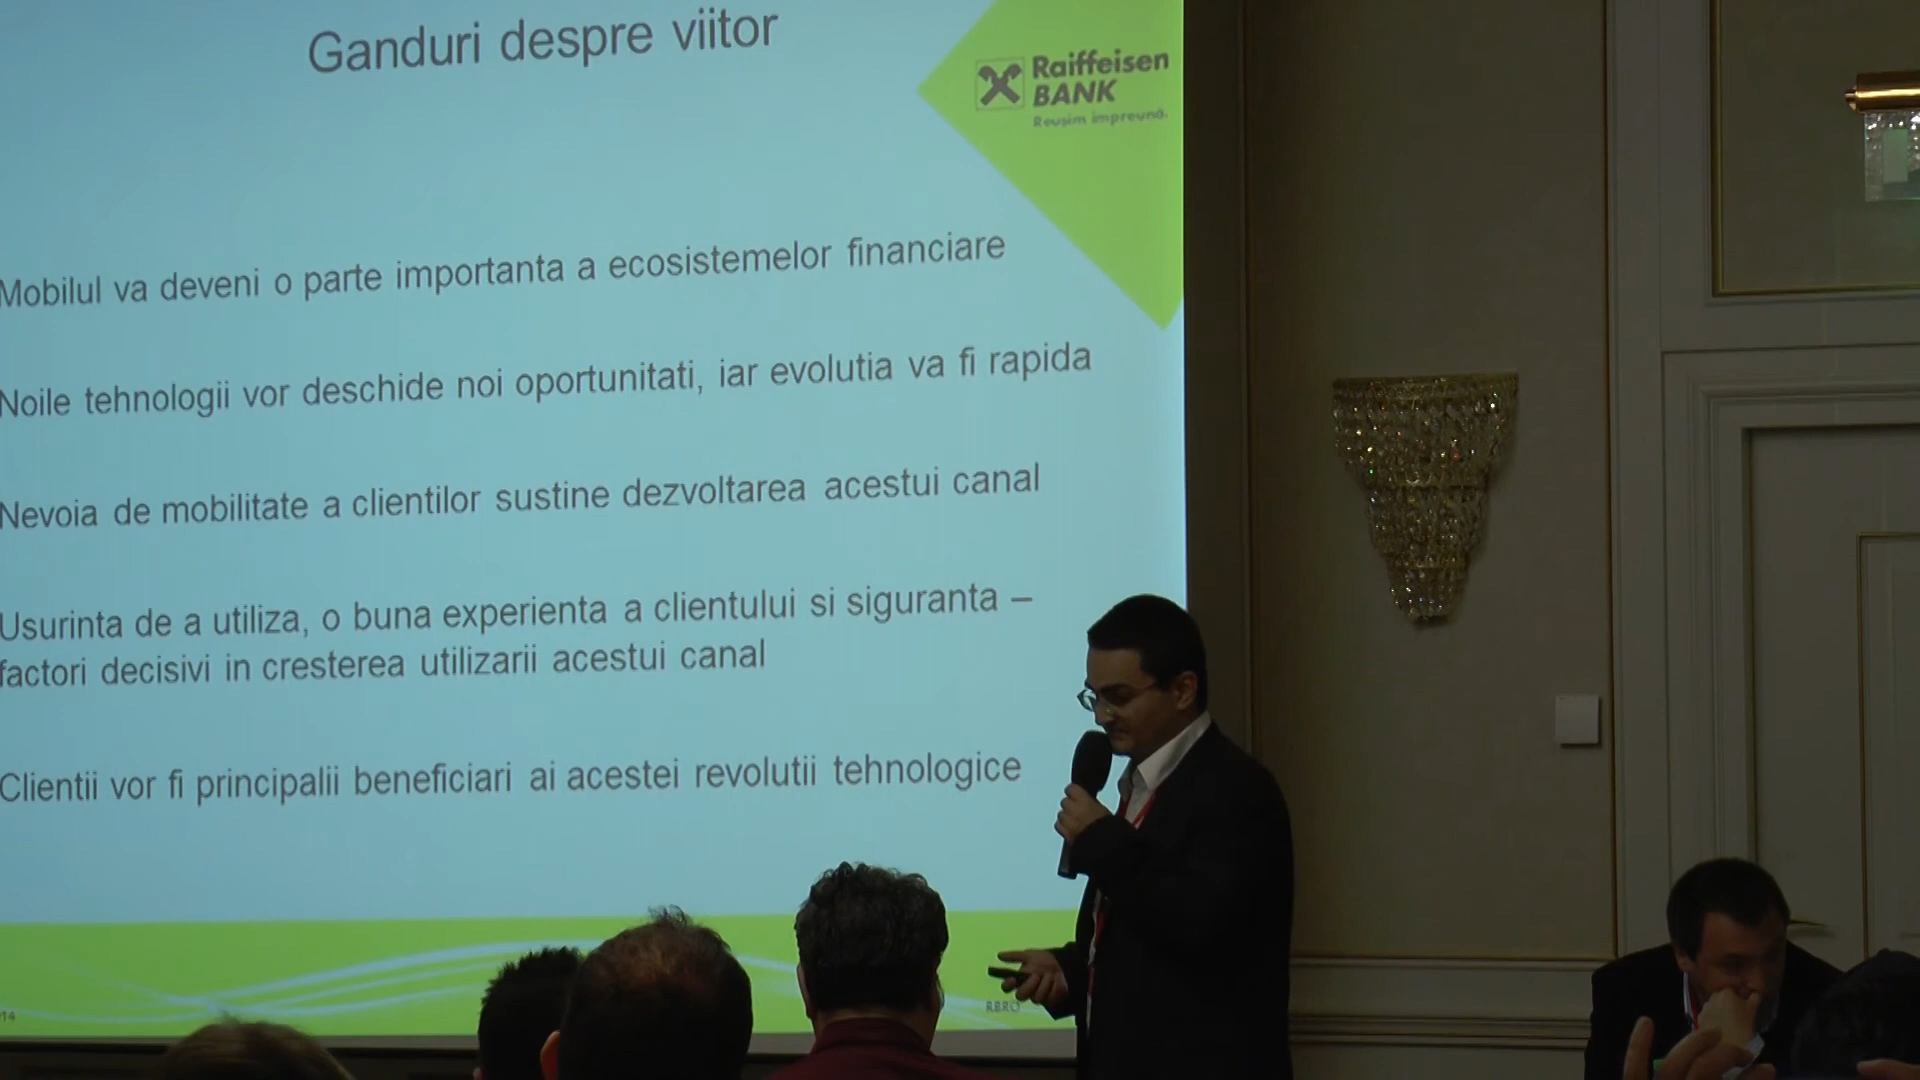 Ganduri despre viitor
Raiffeisen
BANK
Reușim împreună.
Mobilul va deveni o parte importanta a ecosistemelor financiare
Noile tehnologii vor deschide noi oportunitati, iar evolutia va fi rapida
Nevoia de mobilitate a clientilor sustine dezvoltarea acestui canal
Usurinta de a utiliza, o buna experienta a clientului si siguranta –
factori decisivi in cresterea utilizarii acestui canal
Clientii vor fi principalii beneficiari ai acestei revolutii tehnologice
14
RBRO